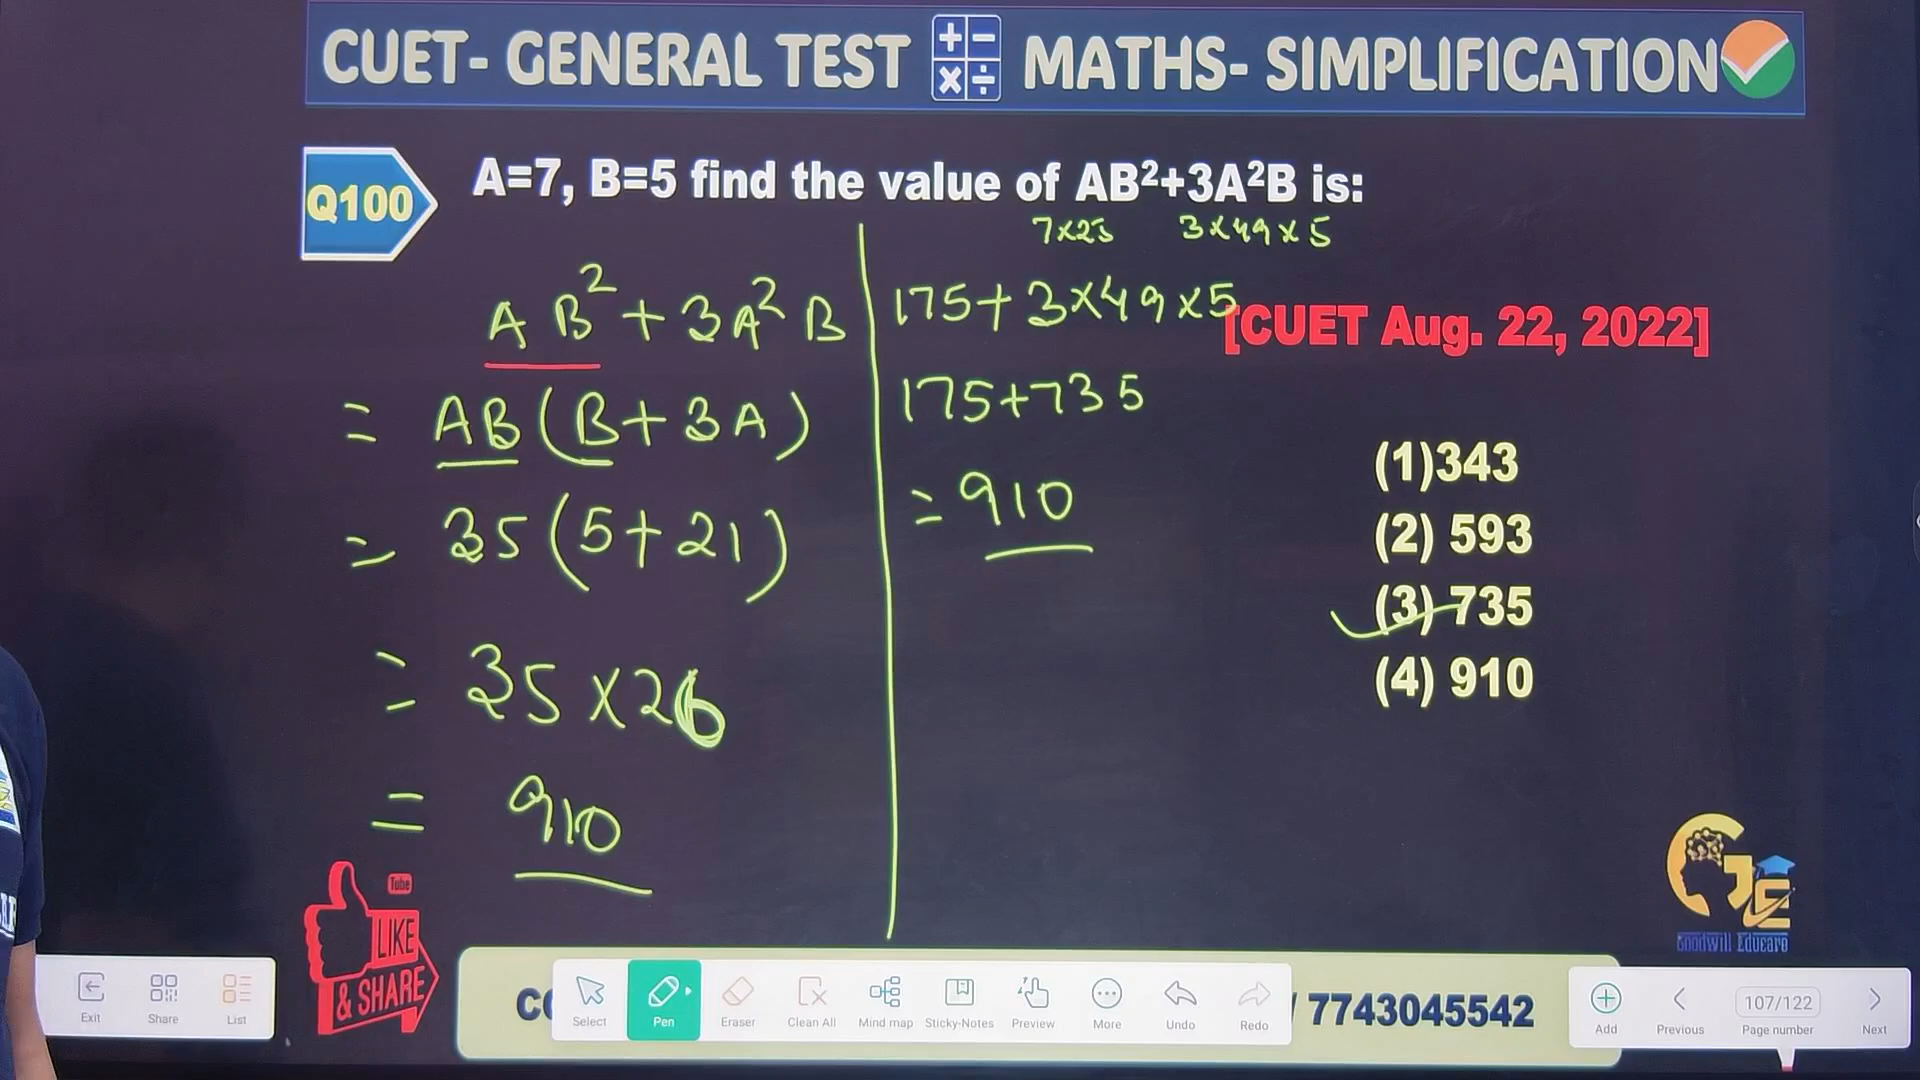 CUET- GENERAL TEST + − × ÷ MATHS- SIMPLIFICATION
Q100
A=7, B=5 find the value of AB²+3A²B is:
7×25 3×49×5
AB²+3A²B
= AB(B+3A)
= 35(5+21)
= 35×26
= 910
175+3×49×5
175+735
= 910
[CUET Aug. 22, 2022]
(1)343
(2) 593
(3) 735
(4) 910
Tube
LIKE
& SHARE
Goodwill Educare
/ 7743045542
Exit Share List
Select Pen Eraser Clean All Mind map Sticky-Notes Preview More Undo Redo
Add Previous 107/122 Page number Next